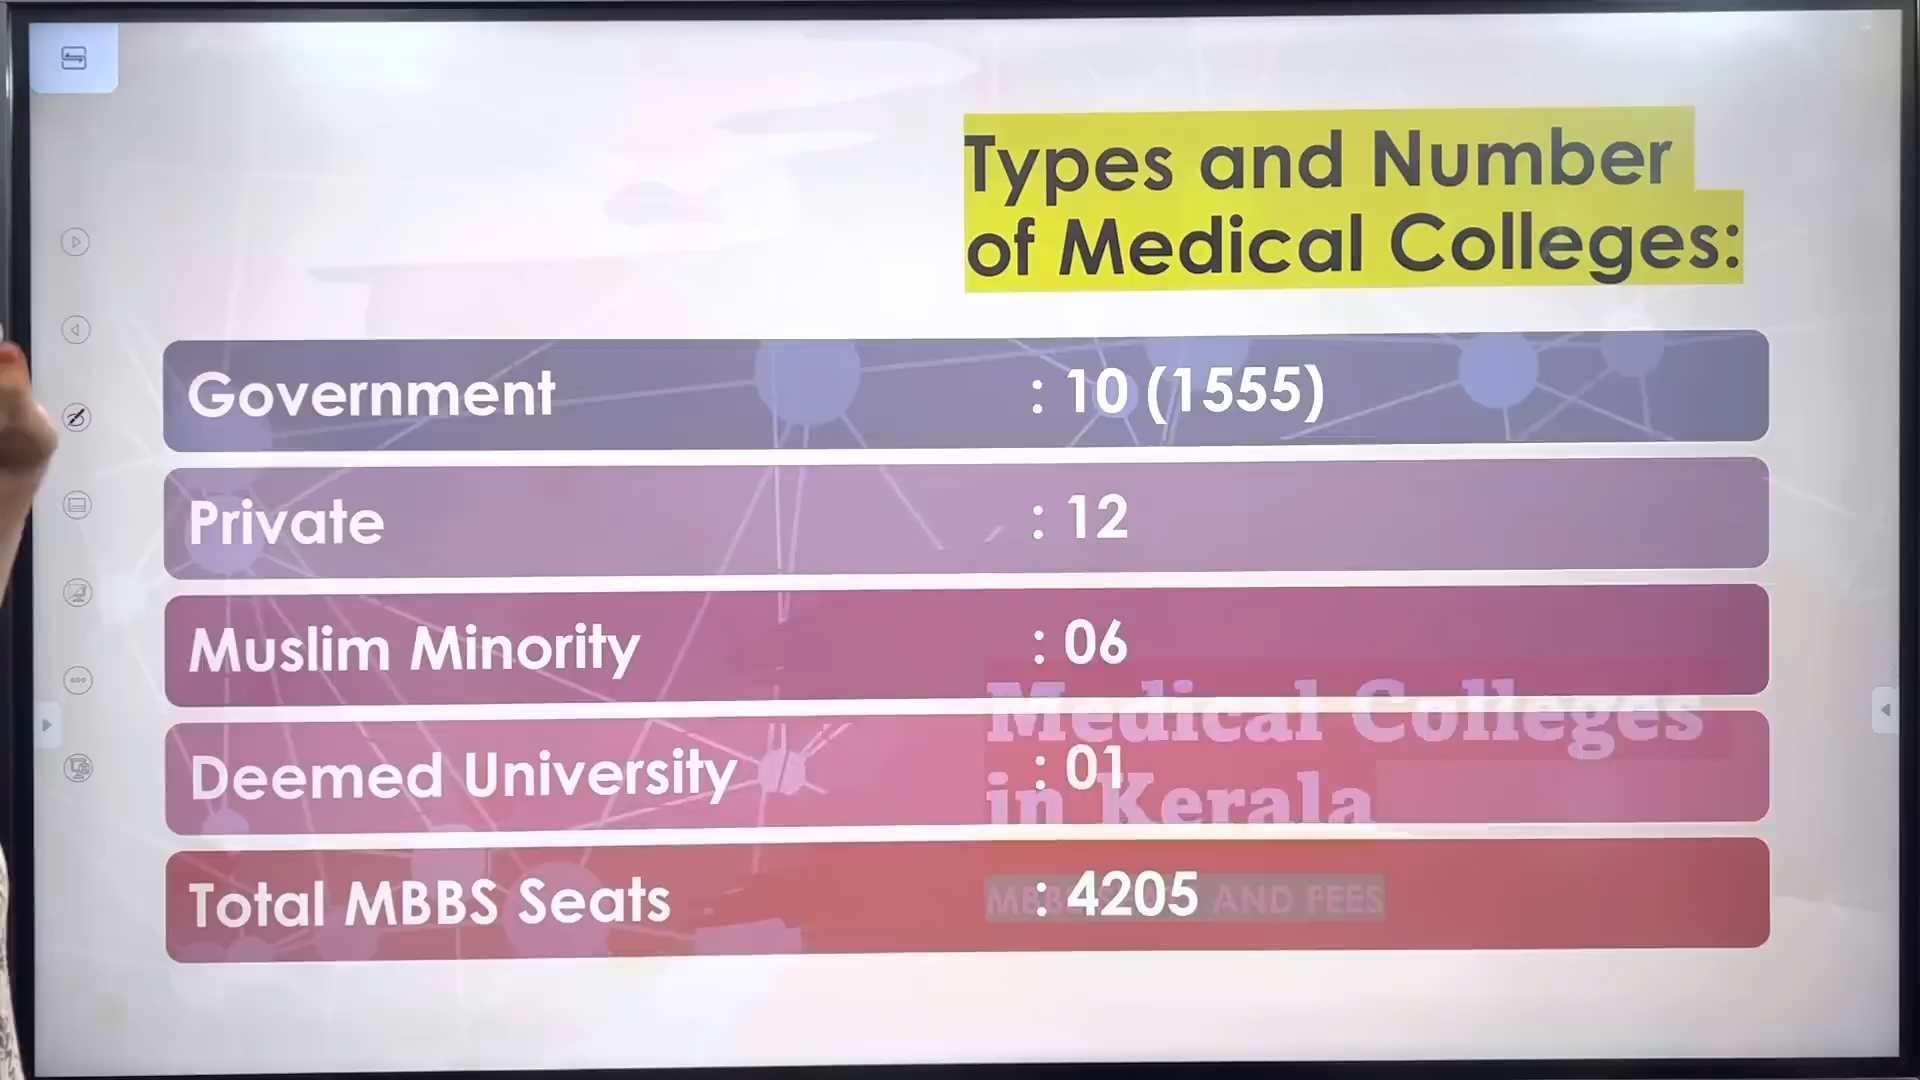 Types and Number
of Medical Colleges:
Government : 10 (1555)
Private : 12
Muslim Minority : 06
Medical Colleges
Deemed University : 01
in Kerala
Total MBBS Seats : 4205
AND FEES